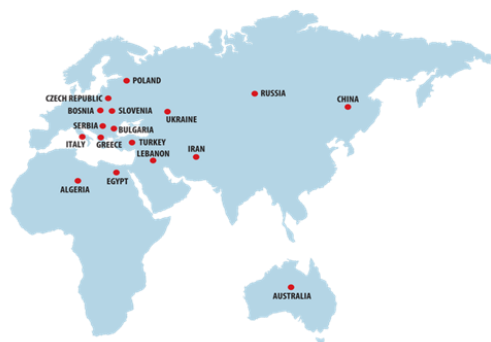 POLAND
RUSSIA
CZECH REPUBLIC
CHINA
BOSNIA
SLOVENIA
UKRAINE
SERBIA
BULGARIA
ITALY
GREECE
TURKEY
LEBANON
IRAN
EGYPT
ALGERIA
AUSTRALIA